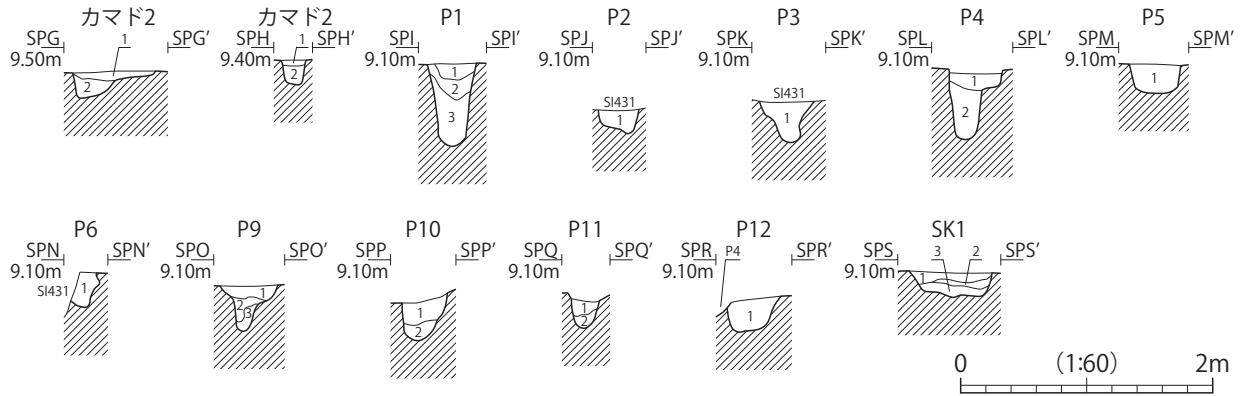 カマド2 カマド2 P1 P2 P3 P4 P5
SPG SPG′ SPH SPH′ SPI SPI′ SPJ SPJ′ SPK SPK′ SPL SPL′ SPM SPM′
9.50m 9.40m 9.10m 9.10m 9.10m 9.10m 9.10m
1 2
1 2
1 2 3
SI431 1
SI431 1
1 2
1
P6 P9 P10 P11 P12 SK1
SPN SPN′ SPO SPO′ SPP SPP′ SPQ SPQ′ SPR SPR′ SPS SPS′
9.10m 9.10m 9.10m 9.10m 9.10m 9.10m
SI431 1
1 2 3
1 2
1 2
P4 1
3 2 1
0 (1:60) 2m